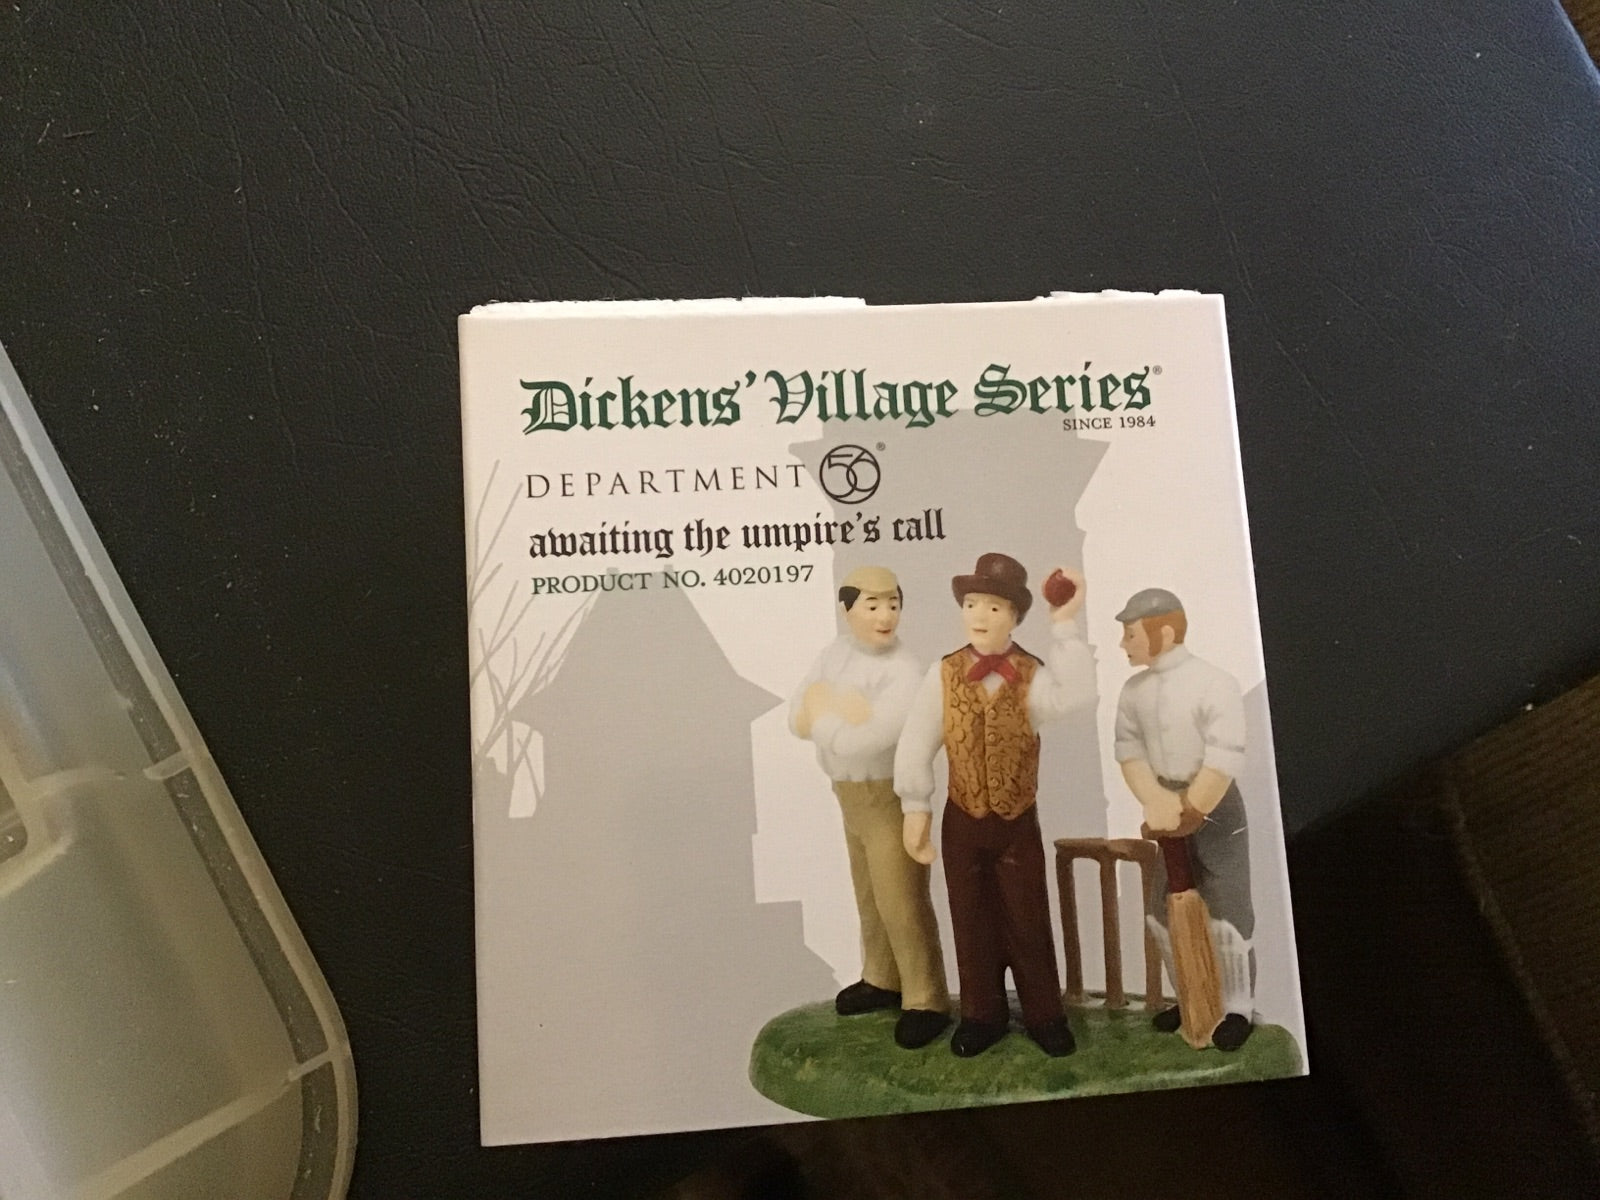 Dickens' Village Series®
SINCE 1984
DEPARTMENT 56®
awaiting the umpire's call
PRODUCT NO. 4020197